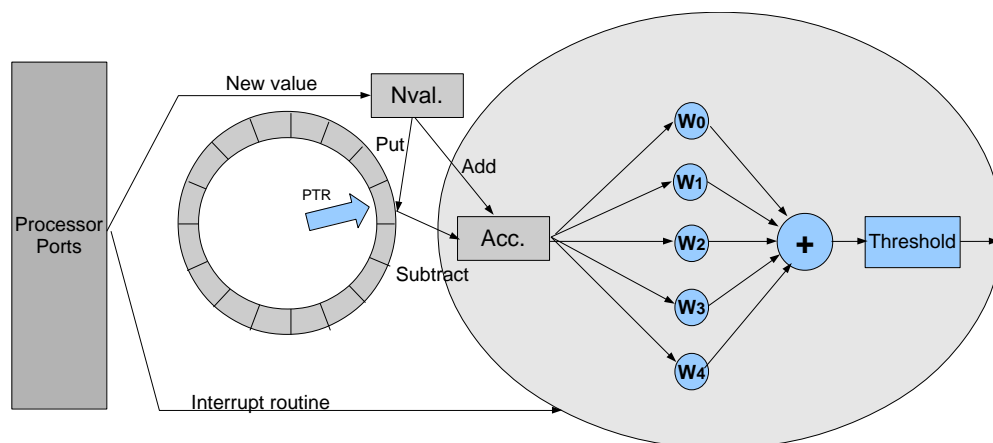 New value
Nval.
Put
Add
PTR
Processor
Ports
Acc.
Subtract
Interrupt routine
W0
W1
W2
W3
W4
+
Threshold